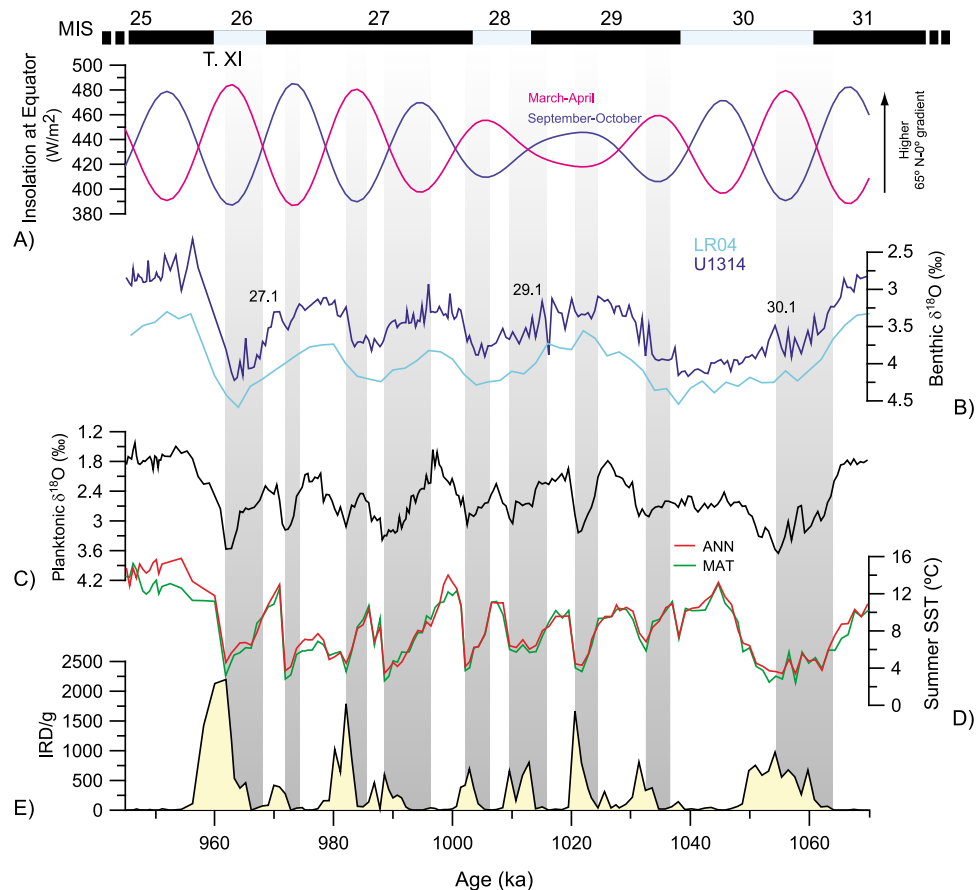 MIS 25 26 27 28 29 30 31
T. XI
Insolation at Equator
(W/m²)
500
480
460
440
420
400
380
March-April
September-October
Higher
65º N-0º gradient
A)
LR04
U1314
27.1
29.1
30.1
2.5
3
3.5
4
4.5
Benthic δ¹⁸O (‰)
B)
Planktonic δ¹⁸O (‰)
1.2
1.8
2.4
3
3.6
4.2
C)
ANN
MAT
16
12
8
4
0
Summer SST (ºC)
D)
IRD/g
2500
2000
1500
1000
500
0
E)
960 980 1000 1020 1040 1060
Age (ka)